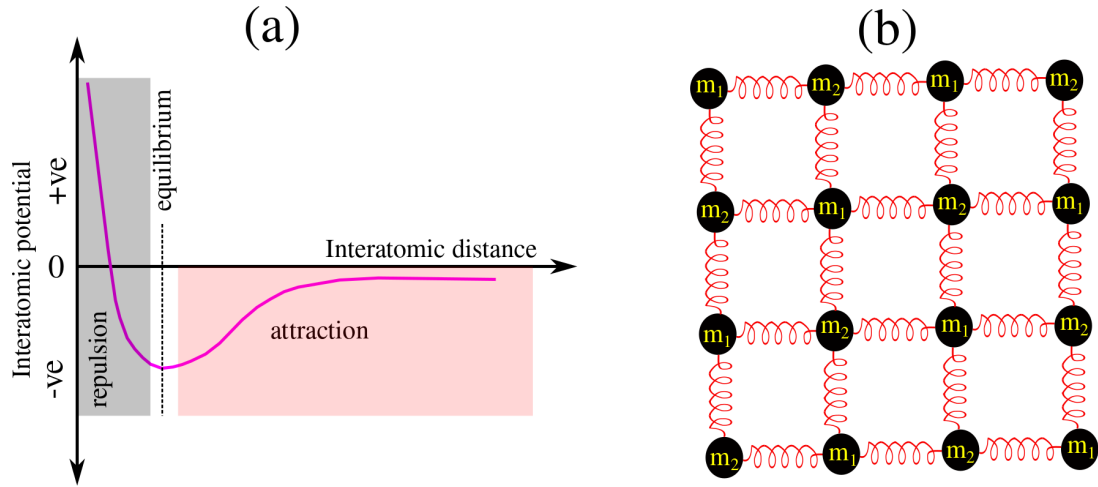 (a)
Interatomic potential
+ve
0
-ve
repulsion
equilibrium
Interatomic distance
attraction
(b)
m₁ m₂ m₁ m₂
m₂ m₁ m₂ m₁
m₁ m₂ m₁ m₂
m₂ m₁ m₂ m₁